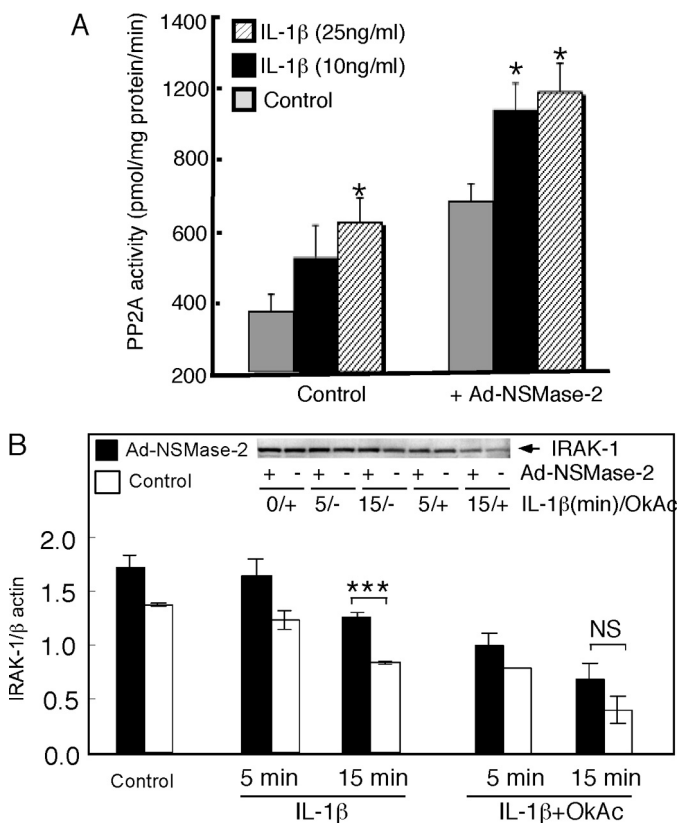 A
PP2A activity (pmol/mg protein/min)
1400
1200
800
600
400
200
IL-1β (25ng/ml)
IL-1β (10ng/ml)
Control
*
*
*
Control
+ Ad-NSMase-2
B
Ad-NSMase-2
Control
IRAK-1
+ - + - + - + - + - Ad-NSMase-2
0/+ 5/- 15/- 5/+ 15/+ IL-1β(min)/OkAc
IRAK-1/β actin
2.0
1.5
1.0
0.5
0.0
***
NS
Control
5 min 15 min 5 min 15 min
IL-1β IL-1β+OkAc